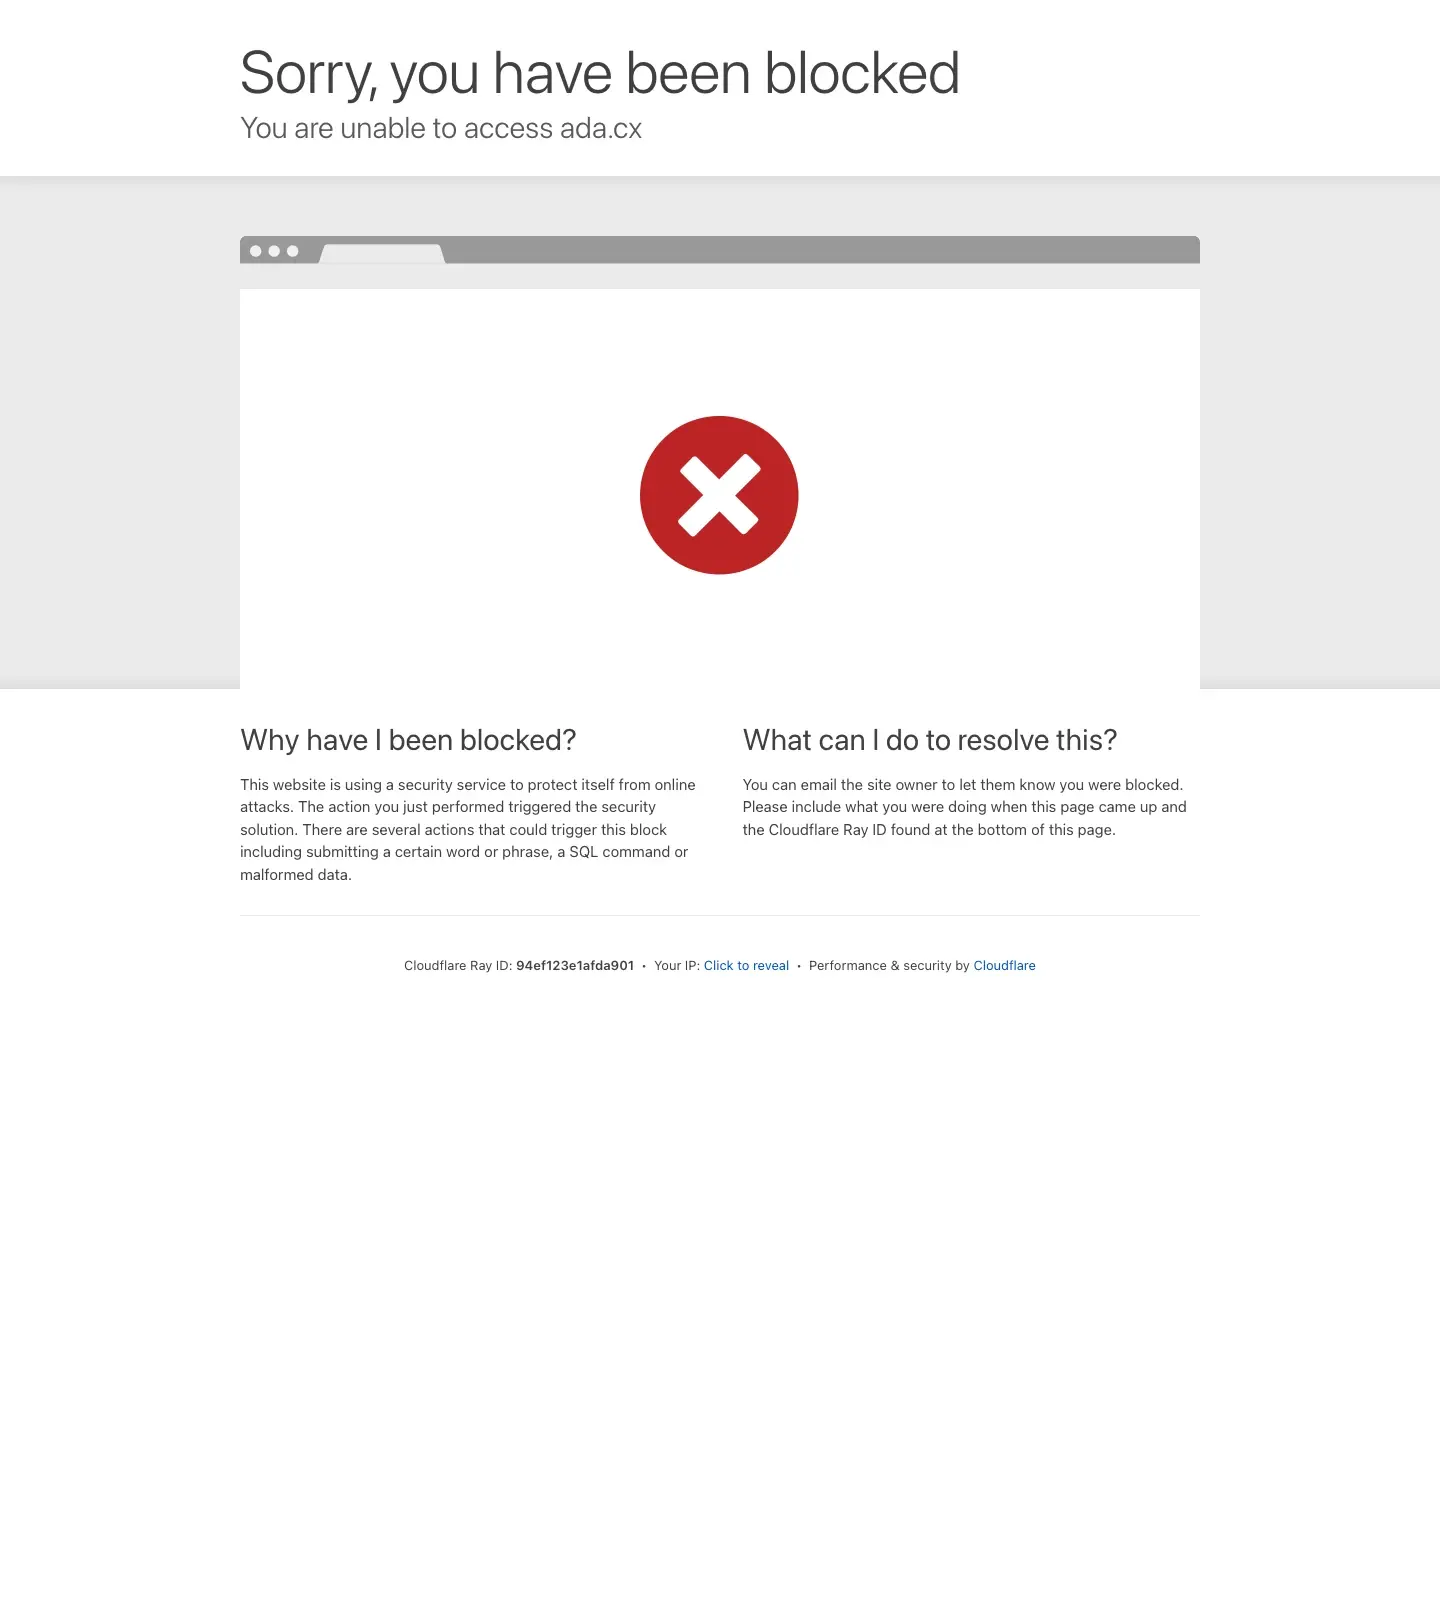 Sorry, you have been blocked
You are unable to access ada.cx
Why have I been blocked?
This website is using a security service to protect itself from online
attacks. The action you just performed triggered the security
solution. There are several actions that could trigger this block
including submitting a certain word or phrase, a SQL command or
malformed data.
What can I do to resolve this?
You can email the site owner to let them know you were blocked.
Please include what you were doing when this page came up and
the Cloudflare Ray ID found at the bottom of this page.
Cloudflare Ray ID: 94ef123e1afda901 • Your IP: Click to reveal • Performance & security by Cloudflare